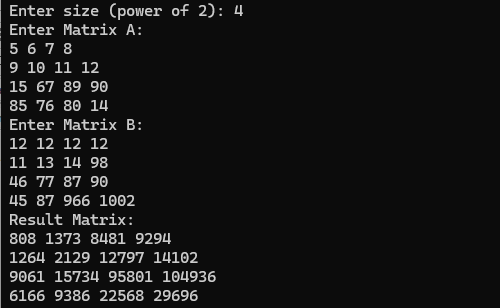 Enter size (power of 2): 4
Enter Matrix A:
5 6 7 8
9 10 11 12
15 67 89 90
85 76 80 14
Enter Matrix B:
12 12 12 12
11 13 14 98
46 77 87 90
45 87 966 1002
Result Matrix:
808 1373 8481 9294
1264 2129 12797 14102
9061 15734 95801 104936
6166 9386 22568 29696